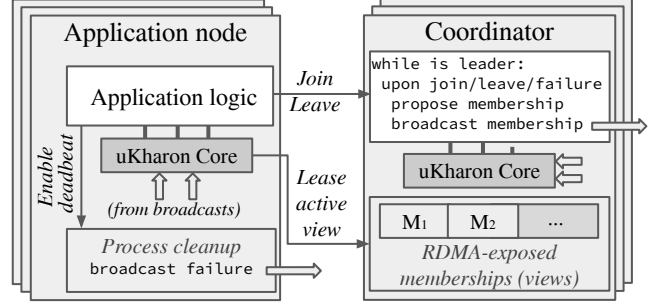 Application node
Application logic
Enable
deadbeat
uKharon Core
(from broadcasts)
Process cleanup
broadcast failure
Join
Leave
Lease
active
view
Coordinator
while is leader:
upon join/leave/failure
propose membership
broadcast membership
uKharon Core
M1 M2 ...
RDMA-exposed
memberships (views)